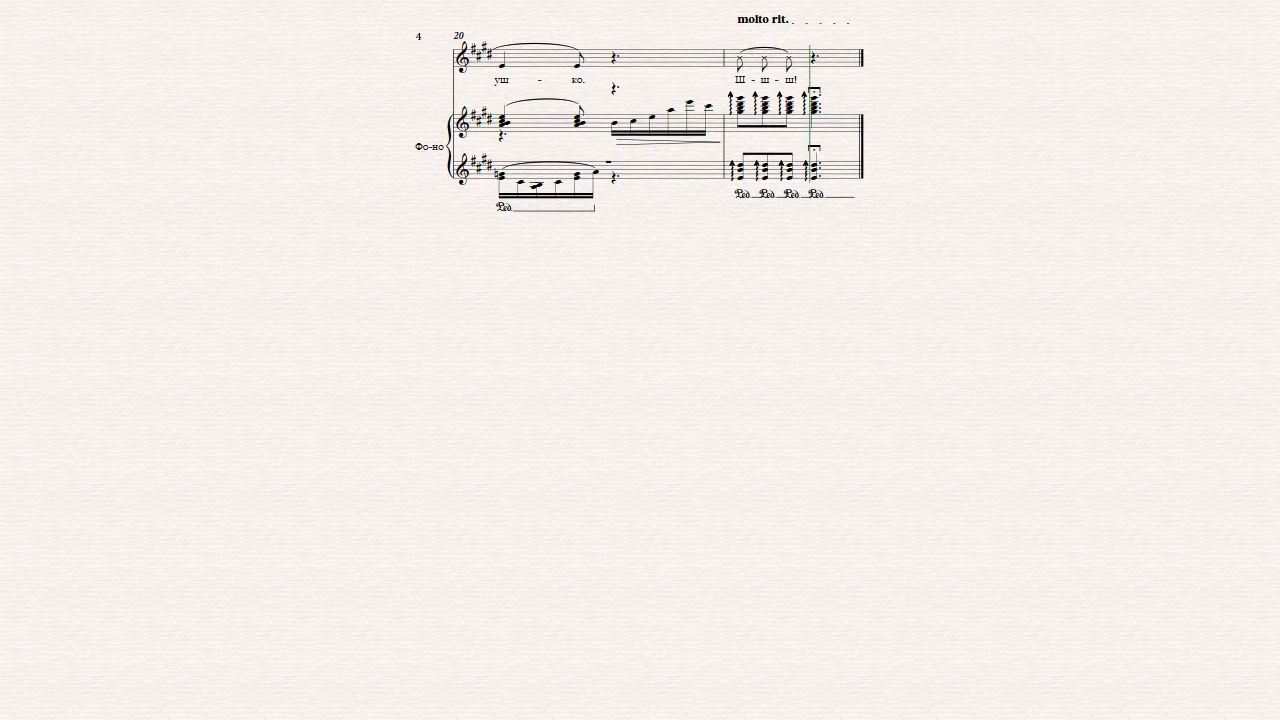 molto rit.
4
20
уш - ко.
Ш - ш - ш!
Фо-но
Ped Ped Ped Ped
Ped